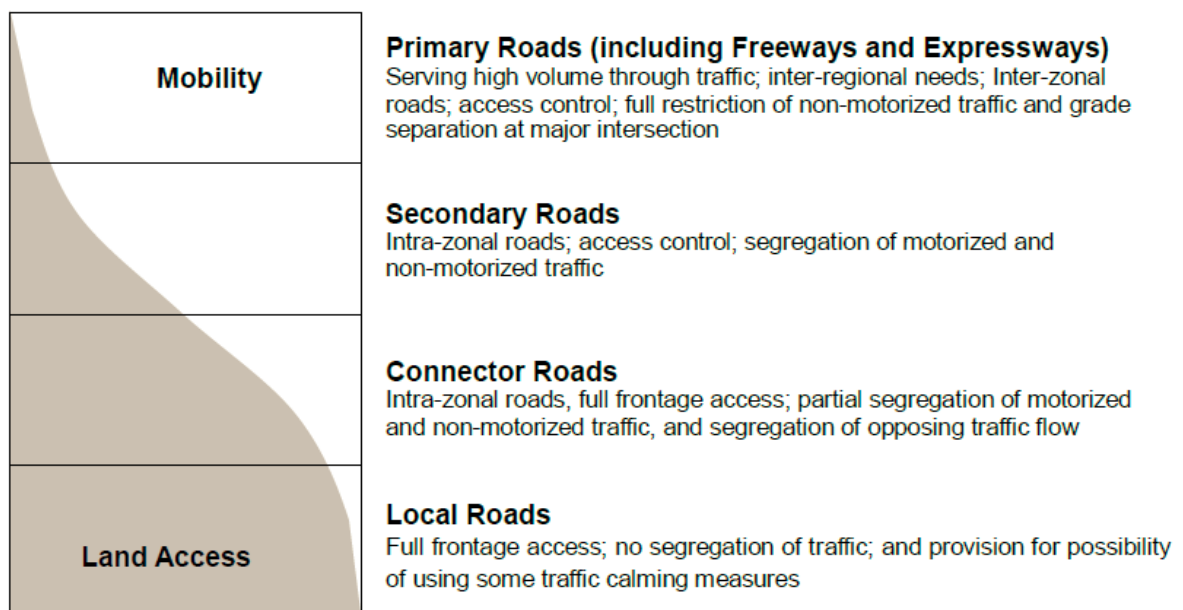 Mobility
Primary Roads (including Freeways and Expressways)
Serving high volume through traffic; inter-regional needs; Inter-zonal
roads; access control; full restriction of non-motorized traffic and grade
separation at major intersection
Secondary Roads
Intra-zonal roads; access control; segregation of motorized and
non-motorized traffic
Connector Roads
Intra-zonal roads, full frontage access; partial segregation of motorized
and non-motorized traffic, and segregation of opposing traffic flow
Land Access
Local Roads
Full frontage access; no segregation of traffic; and provision for possibility
of using some traffic calming measures